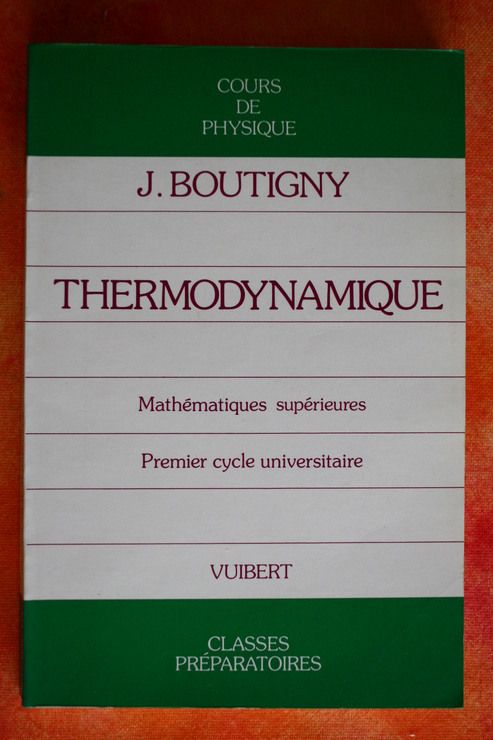 COURS
DE
PHYSIQUE
J. BOUTIGNY
THERMODYNAMIQUE
Mathématiques supérieures
Premier cycle universitaire
VUIBERT
CLASSES
PRÉPARATOIRES